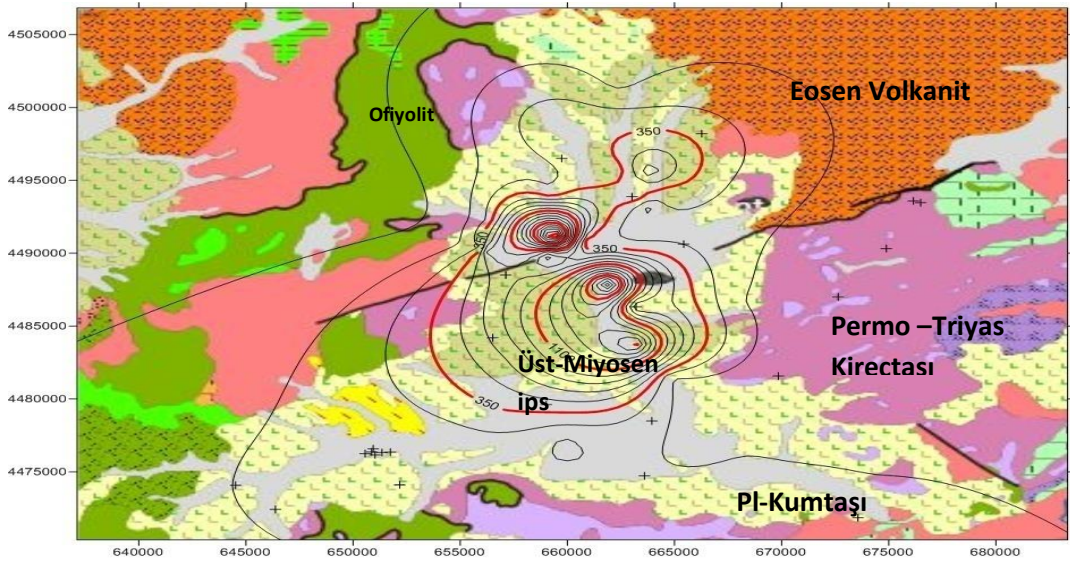 4505000
4500000
4495000
4490000
4485000
4480000
4475000
Eosen Volkanit
Ofiyolit
350
350
350
Permo –Triyas
Kirectası
Üst-Miyosen
ips
350
Pl-Kumtaşı
640000 645000 650000 655000 660000 665000 670000 675000 680000